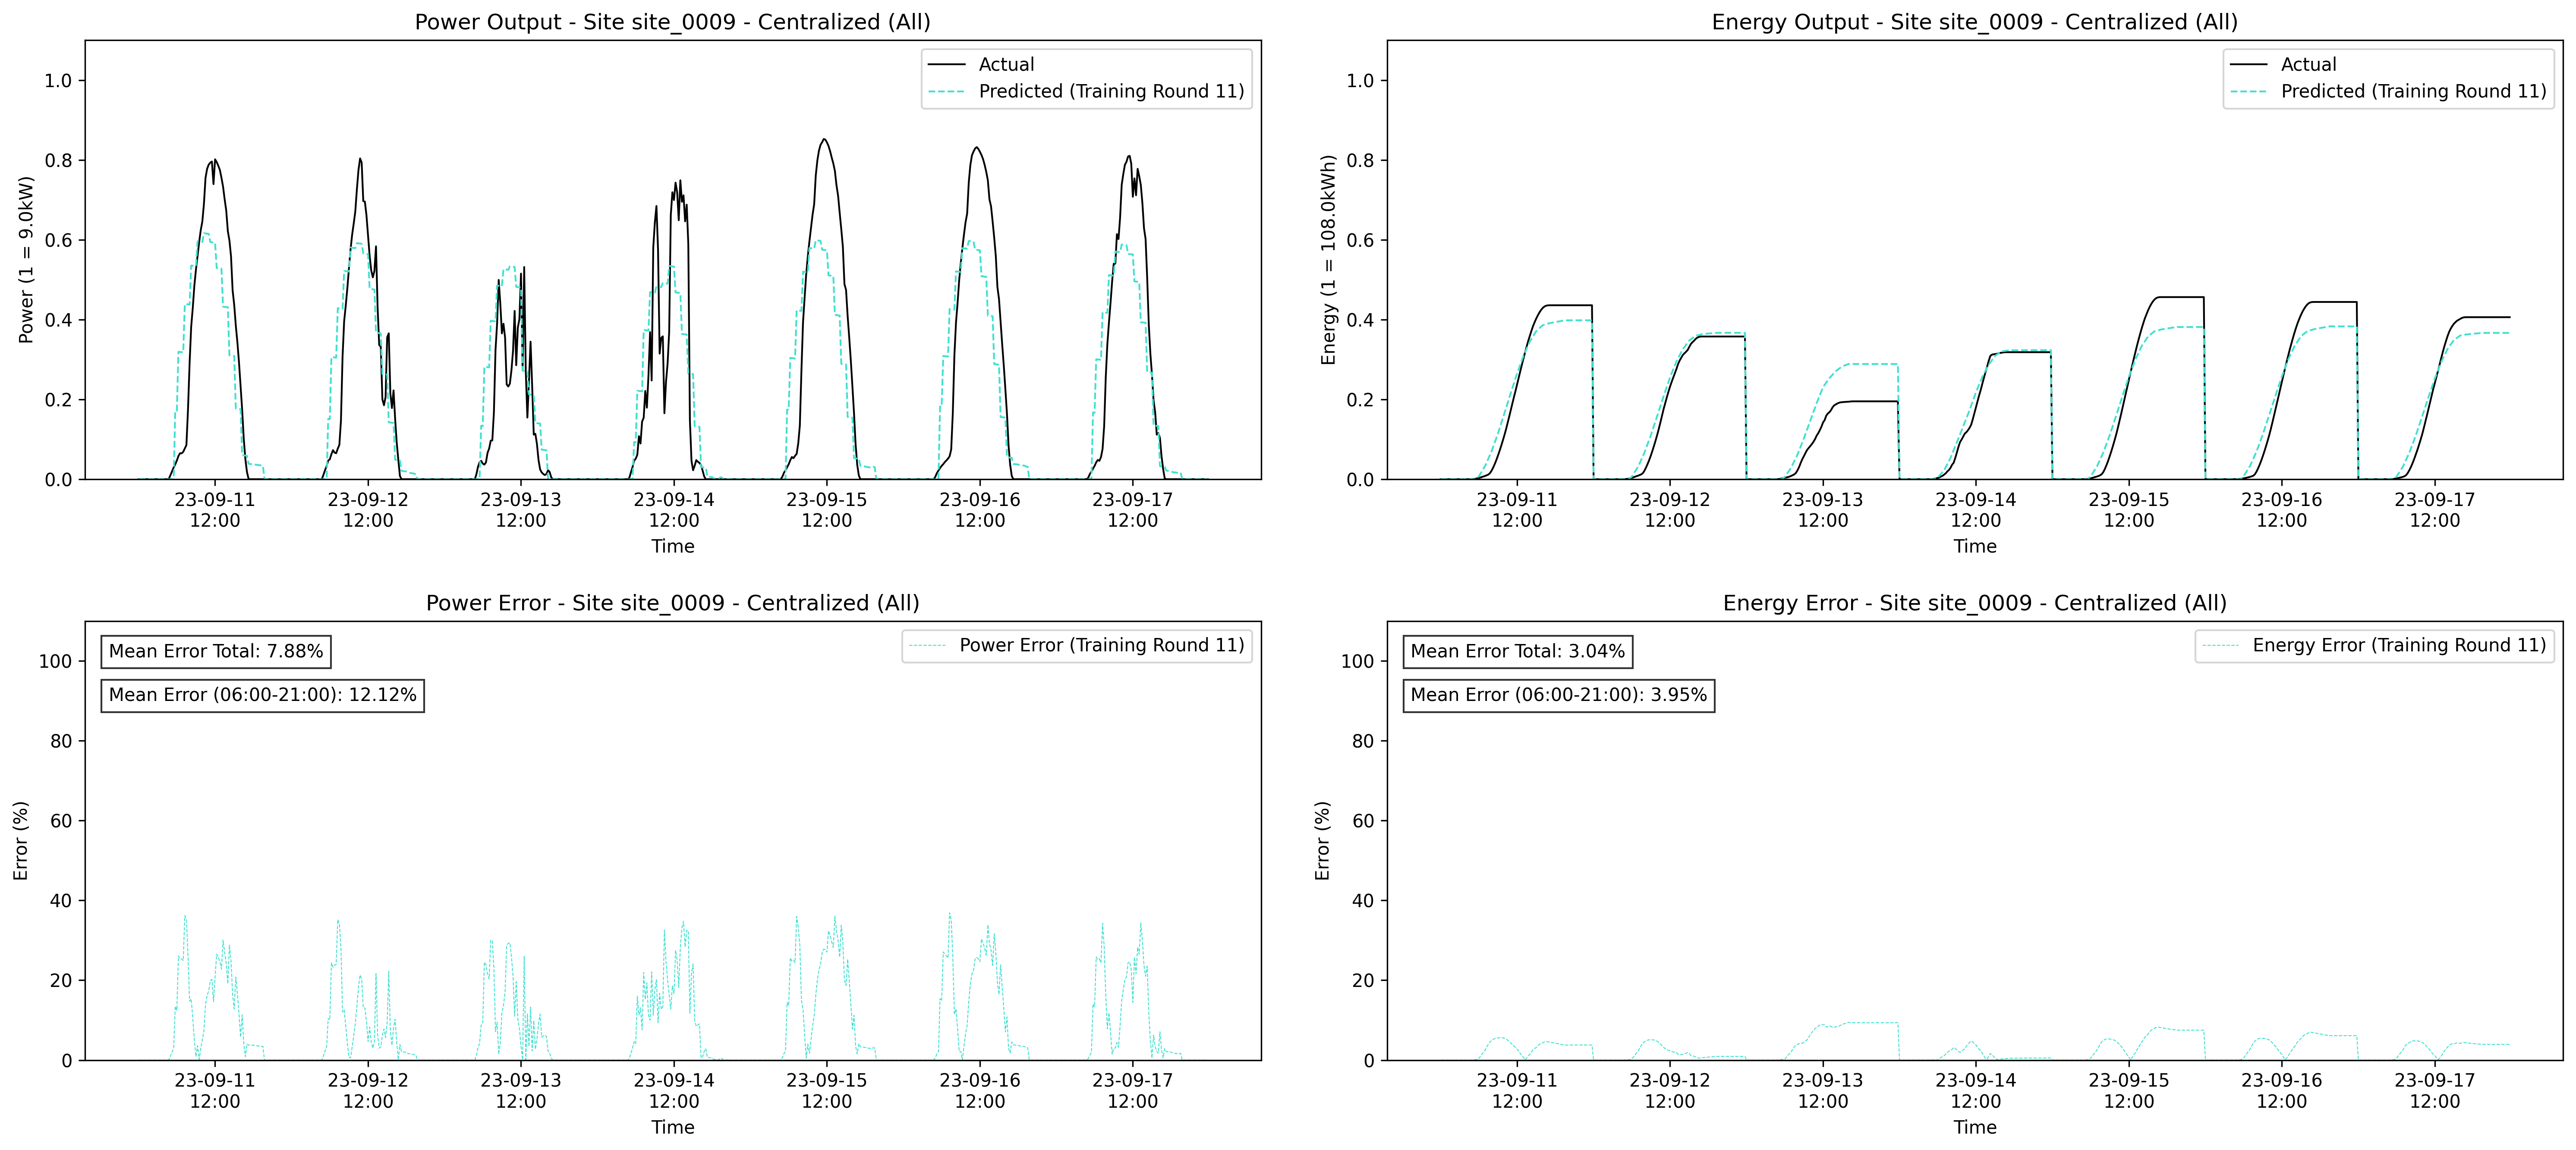 Power Output - Site site_0009 - Centralized (All)
Actual
Predicted (Training Round 11)
Power (1 = 9.0kW)
1.0
0.8
0.6
0.4
0.2
0.0
23-09-11 12:00
23-09-12 12:00
23-09-13 12:00
23-09-14 12:00
23-09-15 12:00
23-09-16 12:00
23-09-17 12:00
Time
Energy Output - Site site_0009 - Centralized (All)
Actual
Predicted (Training Round 11)
Energy (1 = 108.0kWh)
1.0
0.8
0.6
0.4
0.2
0.0
23-09-11 12:00
23-09-12 12:00
23-09-13 12:00
23-09-14 12:00
23-09-15 12:00
23-09-16 12:00
23-09-17 12:00
Time
Power Error - Site site_0009 - Centralized (All)
Mean Error Total: 7.88%
Mean Error (06:00-21:00): 12.12%
Power Error (Training Round 11)
Error (%)
100
80
60
40
20
0
23-09-11 12:00
23-09-12 12:00
23-09-13 12:00
23-09-14 12:00
23-09-15 12:00
23-09-16 12:00
23-09-17 12:00
Time
Energy Error - Site site_0009 - Centralized (All)
Mean Error Total: 3.04%
Mean Error (06:00-21:00): 3.95%
Energy Error (Training Round 11)
Error (%)
100
80
60
40
20
0
23-09-11 12:00
23-09-12 12:00
23-09-13 12:00
23-09-14 12:00
23-09-15 12:00
23-09-16 12:00
23-09-17 12:00
Time